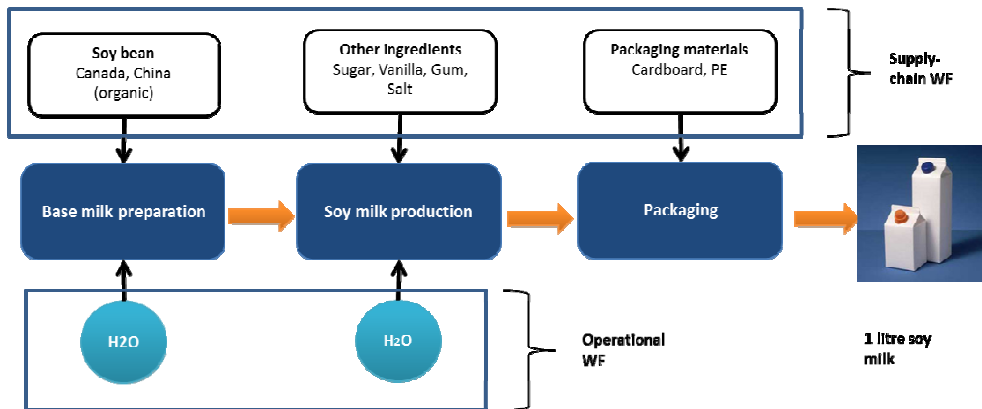 Soy bean
Canada, China
(organic)
Other ingredients
Sugar, Vanilla, Gum,
Salt
Packaging materials
Cardboard, PE
Supply-
chain WF
Base milk preparation
Soy milk production
Packaging
H2O
H2O
Operational
WF
1 litre soy
milk